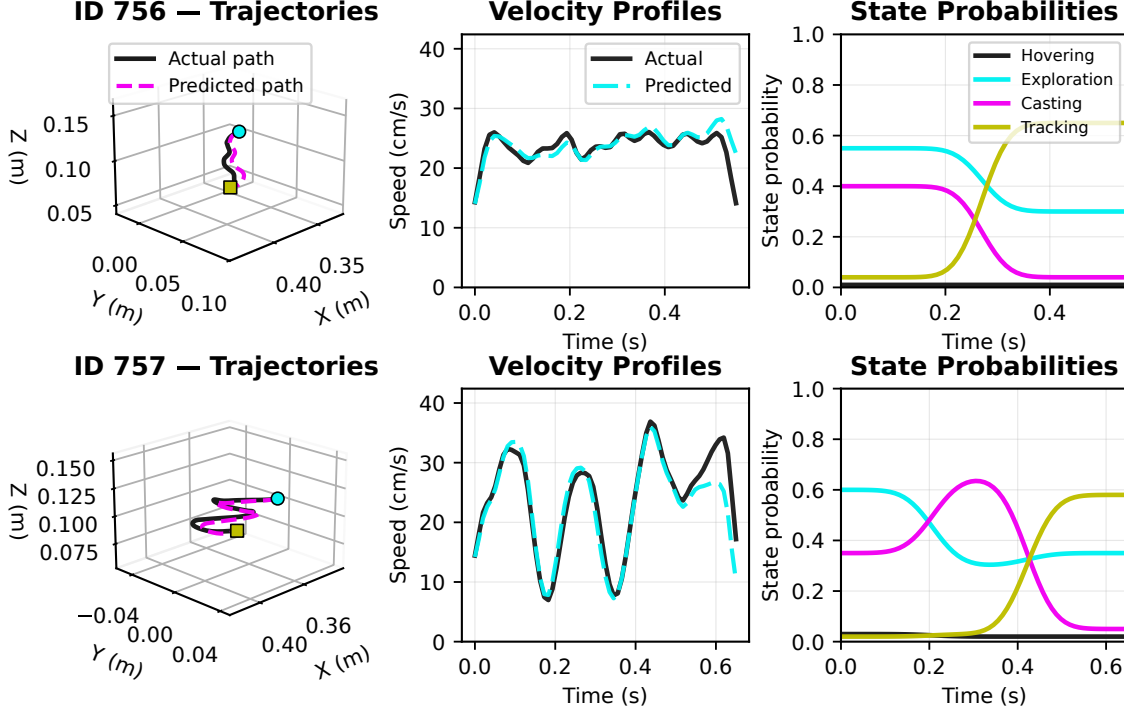 ID 756 — Trajectories
Velocity Profiles
State Probabilities
Actual path
Predicted path
0.15
0.10
0.05
Z (m)
0.00
0.05
0.10
Y (m)
0.35
0.40
X (m)
Actual
Predicted
40
30
20
10
0
Speed (cm/s)
0.0
0.2
0.4
Time (s)
Hovering
Exploration
Casting
Tracking
1.0
0.8
0.6
0.4
0.2
0.0
State probability
0.0
0.2
0.4
Time (s)
ID 757 — Trajectories
Velocity Profiles
State Probabilities
0.150
0.125
0.100
0.075
Z (m)
−0.04
0.00
0.04
Y (m)
0.36
0.40
X (m)
40
30
20
10
0
Speed (cm/s)
0.0
0.2
0.4
0.6
Time (s)
1.0
0.8
0.6
0.4
0.2
0.0
State probability
0.0
0.2
0.4
0.6
Time (s)